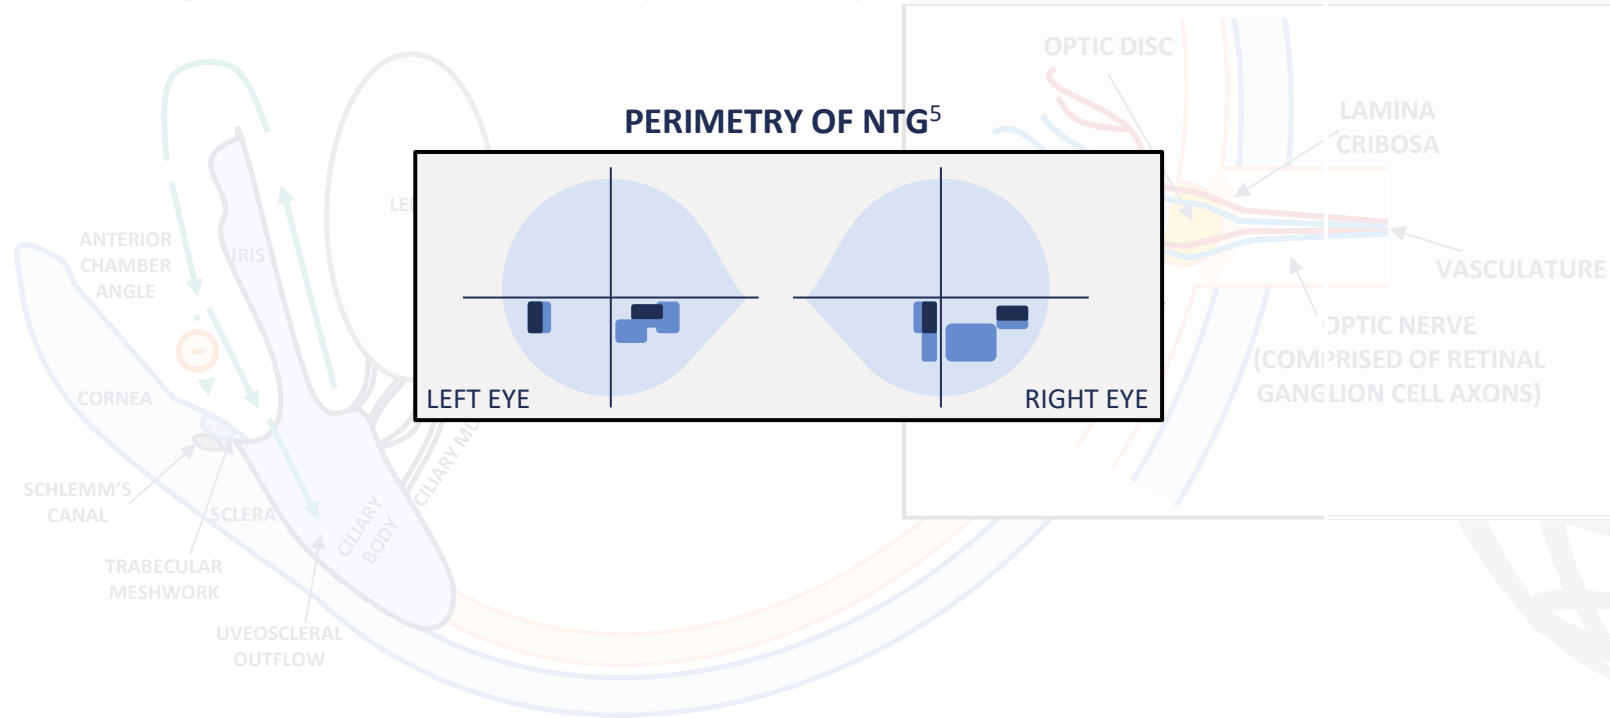 OPTIC DISC
LAMINA
CRIBOSA
PERIMETRY OF NTG⁵
ANTERIOR
CHAMBER
ANGLE
IRIS
VASCULATURE
LEFT EYE
RIGHT EYE
OPTIC NERVE
(COMPRISED OF RETINAL
GANGLION CELL AXONS)
CORNEA
SCHLEMM'S
CANAL
SCLERA
CILIARY
BODY
TRABECULAR
MESHWORK
UVEOSCLERAL
OUTFLOW
CILIARY